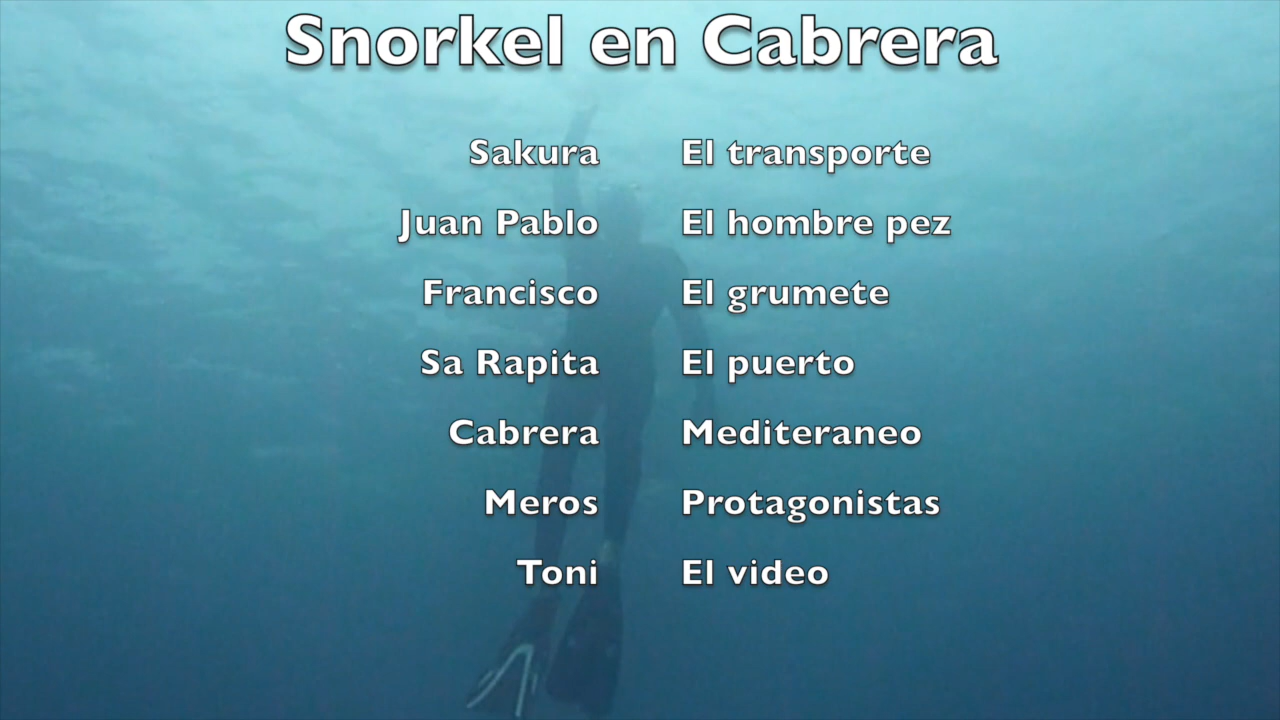 Snorkel en Cabrera
Sakura El transporte
Juan Pablo El hombre pez
Francisco El grumete
Sa Rapita El puerto
Cabrera Mediteraneo
Meros Protagonistas
Toni El video